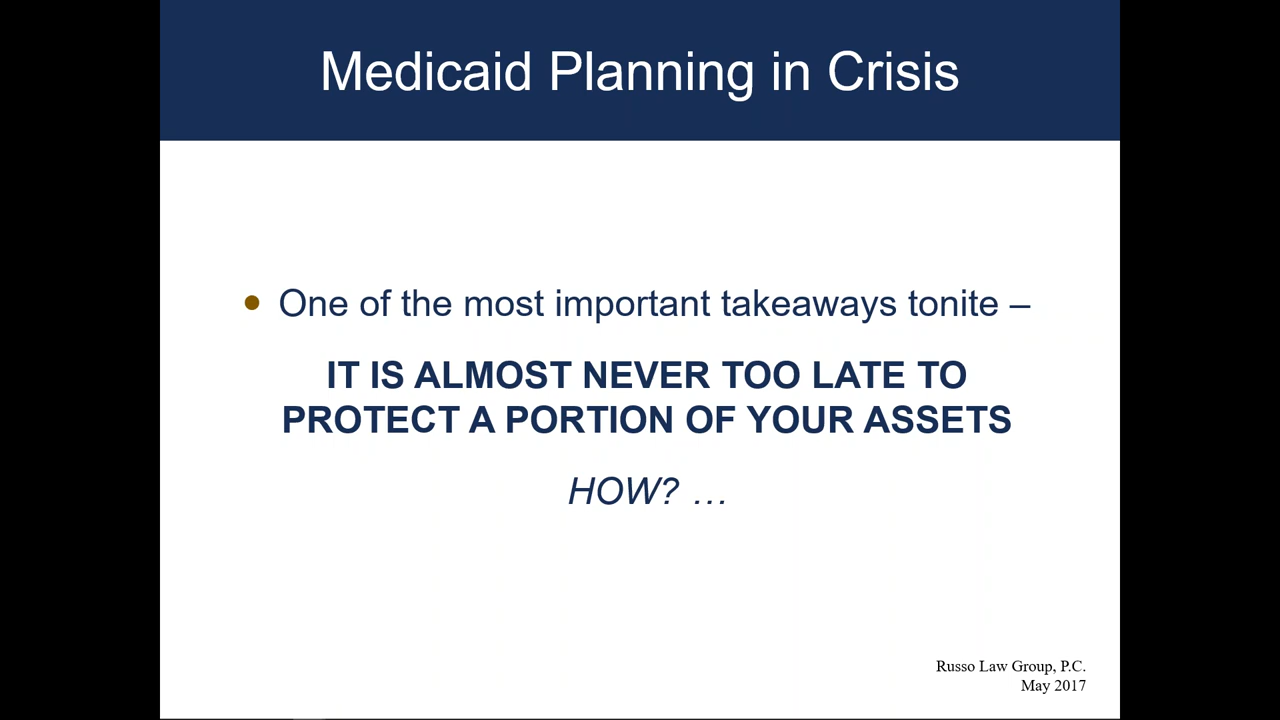 Medicaid Planning in Crisis
• One of the most important takeaways tonite –
IT IS ALMOST NEVER TOO LATE TO
PROTECT A PORTION OF YOUR ASSETS
HOW? …
Russo Law Group, P.C.
May 2017